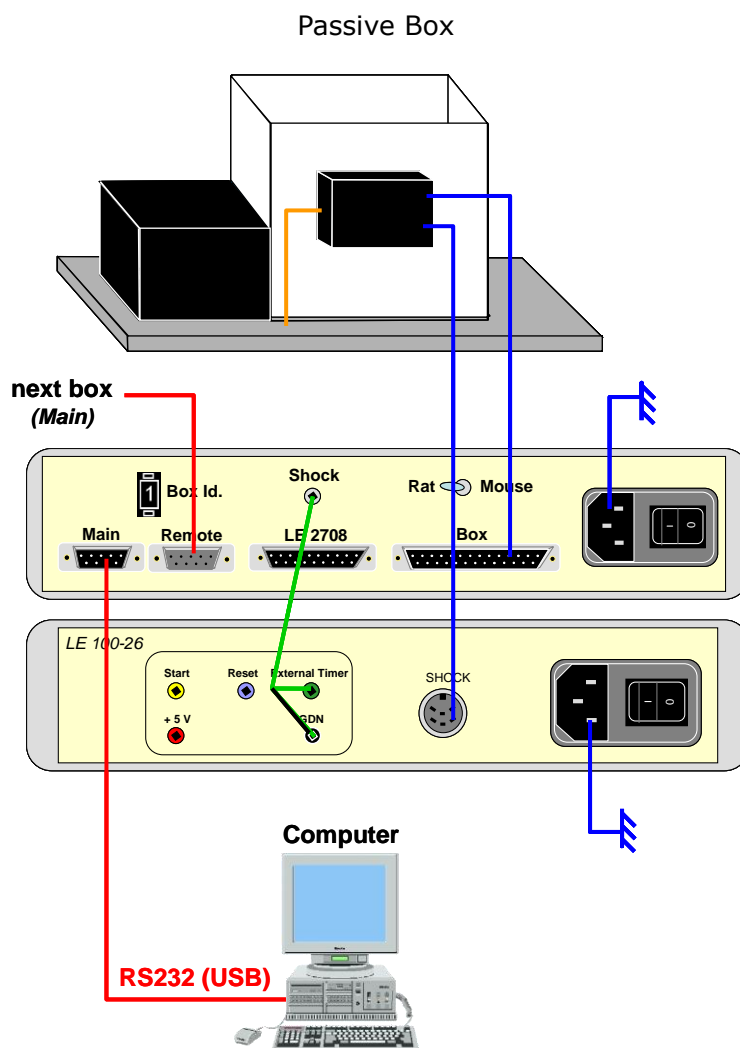 Passive Box
next box
(Main)
1 Box Id.
Shock
Rat Mouse
Main Remote LE 2708 Box
I O
LE 100-26
Start Reset External Timer
SHOCK
+ 5 V GDN
I O
Computer
RS232 (USB)